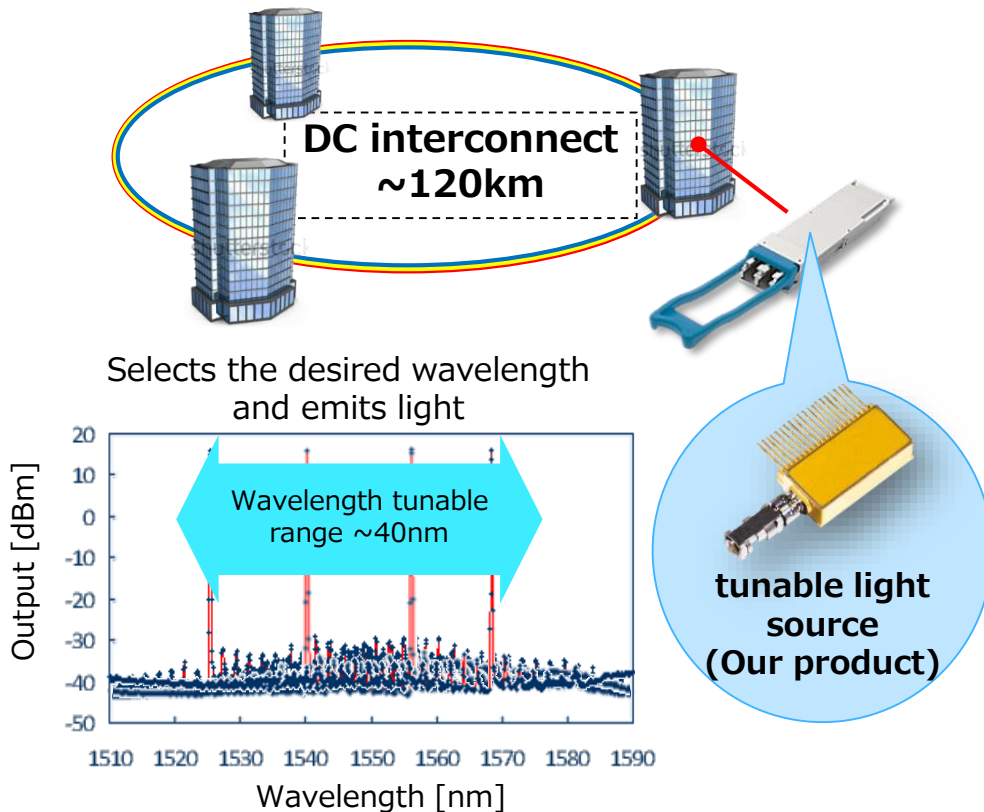 DC interconnect
~120km
Selects the desired wavelength
and emits light
Output [dBm]
20
10
0
-10
-20
-30
-40
-50
Wavelength tunable
range ~40nm
1510 1520 1530 1540 1550 1560 1570 1580 1590
Wavelength [nm]
tunable light
source
(Our product)